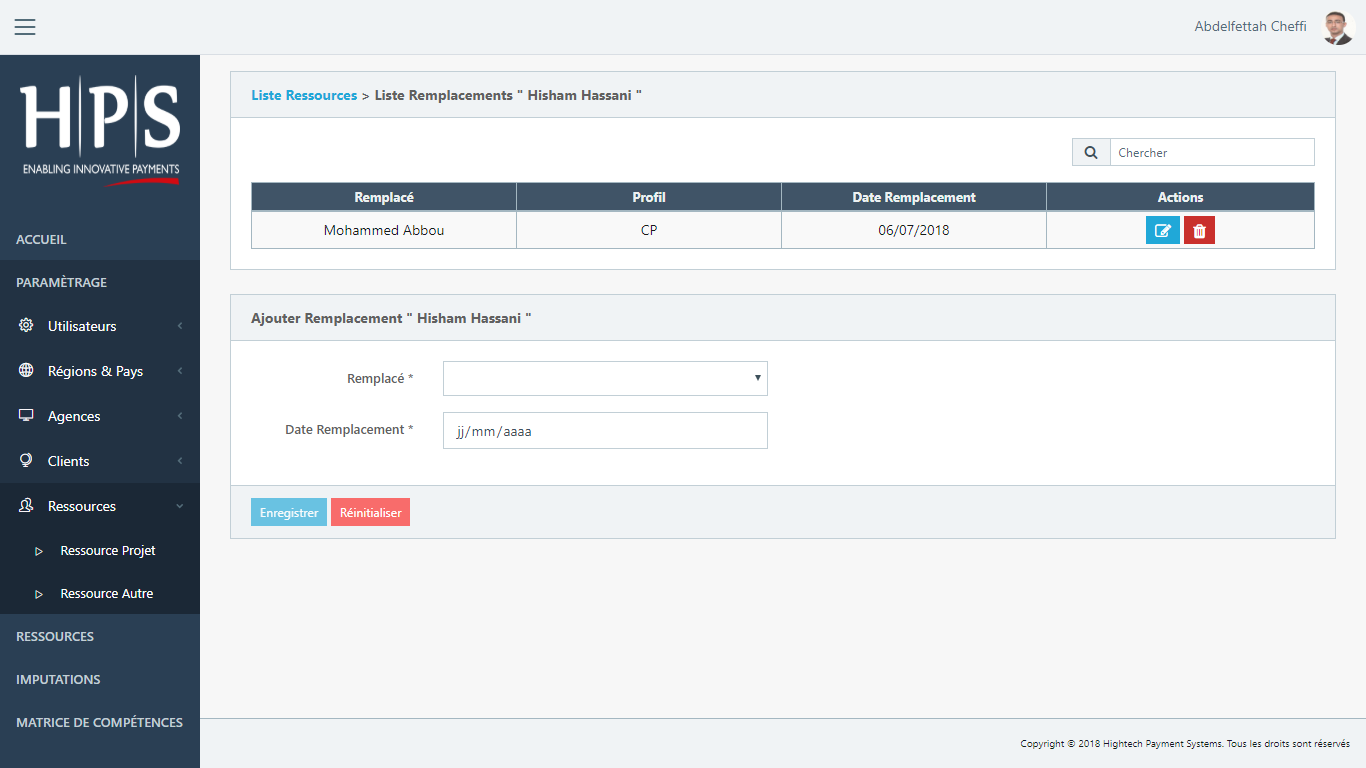 Abdelfettah Cheffi
H|P|S
ENABLING INNOVATIVE PAYMENTS
ACCUEIL
PARAMÈTRAGE
Utilisateurs
Régions & Pays
Agences
Clients
Ressources
Ressource Projet
Ressource Autre
RESSOURCES
IMPUTATIONS
MATRICE DE COMPÉTENCES
Liste Ressources > Liste Remplacements " Hisham Hassani "
Chercher
Remplacé Profil Date Remplacement Actions
Mohammed Abbou CP 06/07/2018
Ajouter Remplacement " Hisham Hassani "
Remplacé *
Date Remplacement * jj/mm/aaaa
Enregistrer Réinitialiser
Copyright © 2018 Hightech Payment Systems. Tous les droits sont réservés